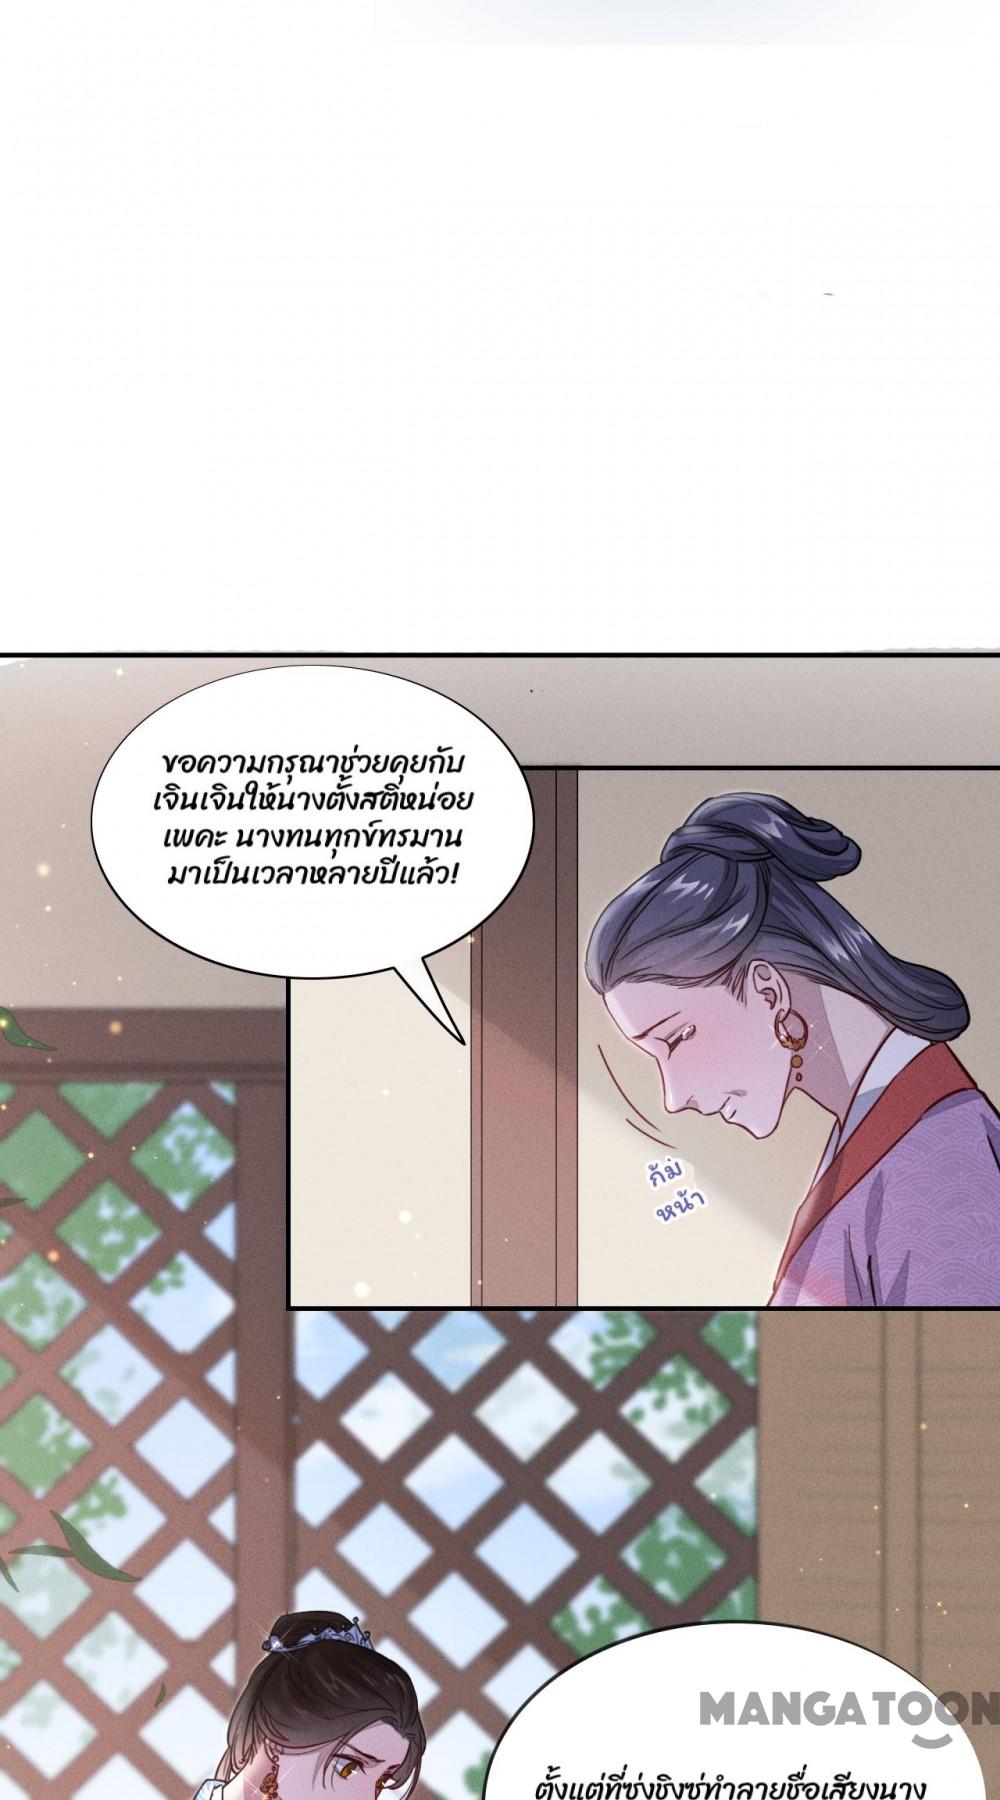 ขอความกรุณาช่วยคุยกับ
เจินเจินให้นางตั้งสติหน่อย
เพคะ นางทนทุกข์ทรมาน
มาเป็นเวลาหลายปีแล้ว!
ก้ม
หน้า
MANGATOON
ตั้งแต่ที่ซ่งชิงซ่ทำลายชื่อเสียงนาง